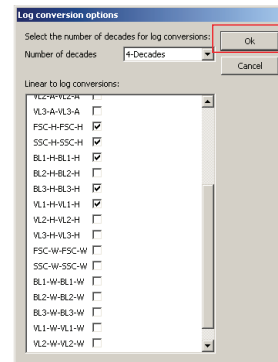 Log conversion options
Select the number of decades for log conversions:
Ok
Number of decades 4-Decades
Cancel
Linear to log conversions:
VL2-A-VL2-A
VL3-A-VL3-A
FSC-H-FSC-H
SSC-H-SSC-H
BL1-H-BL1-H
BL2-H-BL2-H
BL3-H-BL3-H
VL1-H-VL1-H
VL2-H-VL2-H
VL3-H-VL3-H
FSC-W-FSC-W
SSC-W-SSC-W
BL1-W-BL1-W
BL2-W-BL2-W
BL3-W-BL3-W
VL1-W-VL1-W
VL2-W-VL2-W